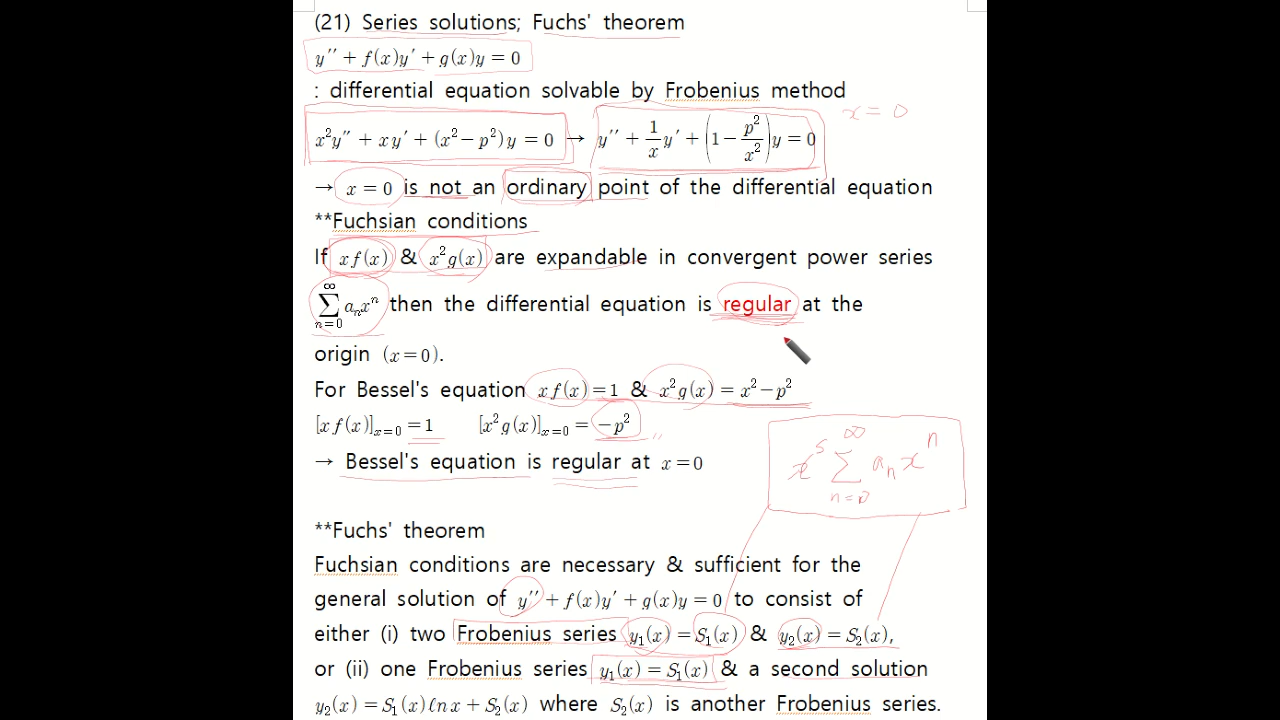 (21) Series solutions; Fuchs' theorem
y'' + f(x)y' + g(x)y = 0
: differential equation solvable by Frobenius method
x = 0
x²y'' + xy' + (x² − p²)y = 0 → y'' + 1/x y' + (1 − p²/x²)y = 0
→ x = 0 is not an ordinary point of the differential equation
**Fuchsian conditions
If xf(x) & x²g(x) are expandable in convergent power series
∞ ∑ n=0 aₙxⁿ then the differential equation is regular at the
origin (x = 0).
For Bessel's equation xf(x) = 1 & x²g(x) = x² − p²
[xf(x)]ₓ₌₀ = 1 [x²g(x)]ₓ₌₀ = −p²
→ Bessel's equation is regular at x = 0
xˢ ∞ ∑ n=0 aₙxⁿ
**Fuchs' theorem
Fuchsian conditions are necessary & sufficient for the
general solution of y'' + f(x)y' + g(x)y = 0 to consist of
either (i) two Frobenius series y₁(x) = S₁(x) & y₂(x) = S₂(x),
or (ii) one Frobenius series y₁(x) = S₁(x) & a second solution
y₂(x) = S₁(x)ℓnx + S₂(x) where S₂(x) is another Frobenius series.